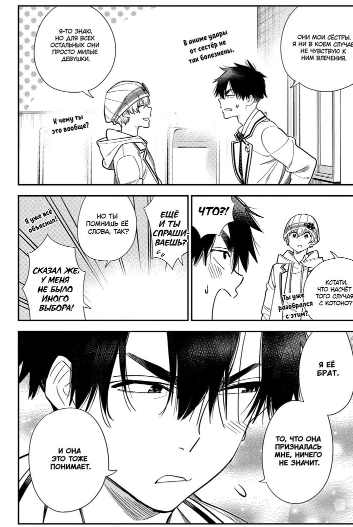 ОНИ МОИ СЁСТРЫ.
Я НИ В КОЕМ СЛУЧАЕ
НЕ ЧУВСТВУЮ К
НИМ ВЛЕЧЕНИЯ.
В аниме удары
от сестёр не
так болезнены.
Я-ТО ЗНАЮ,
НО ДЛЯ ВСЕХ
ОСТАЛЬНЫХ ОНИ
ПРОСТО МИЛЫЕ
ДЕВУШКИ.
К чему ты
это вообще?
КСТАТИ,
ЧТО НАСЧЁТ
ТОГО СЛУЧАЯ
С КОТОНО?
Ты уже
разобрался
с этим?
ЧТО?!
ЕЩЁ
И ТЫ
СПРАШИ-
ВАЕШЬ?
НО ТЫ
ПОМНИШЬ ЕЁ
СЛОВА, ТАК?
Я уже всё
объяснил!
СКАЗАЛ ЖЕ,
У МЕНЯ
НЕ БЫЛО
ИНОГО
ВЫБОРА!
Я ЕЁ
БРАТ.
ТО, ЧТО ОНА
ПРИЗНАЛАСЬ
МНЕ, НИЧЕГО
НЕ ЗНАЧИТ.
И ОНА
ЭТО ТОЖЕ
ПОНИМАЕТ.